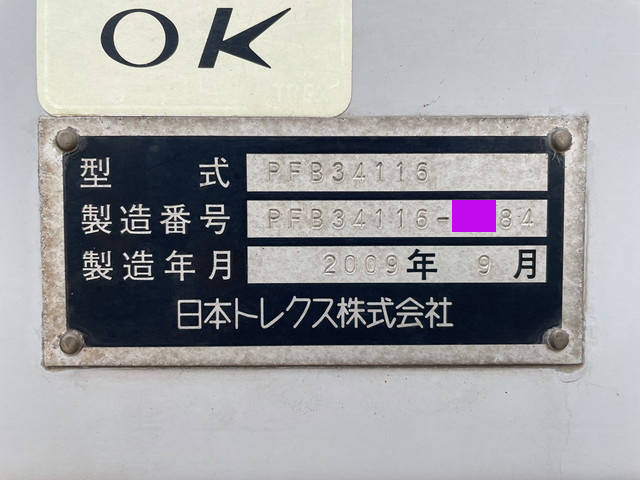 OK
型式 PFB34116
製造番号 PFB34116-84
製造年月 2009年 9月
日本トレクス株式会社